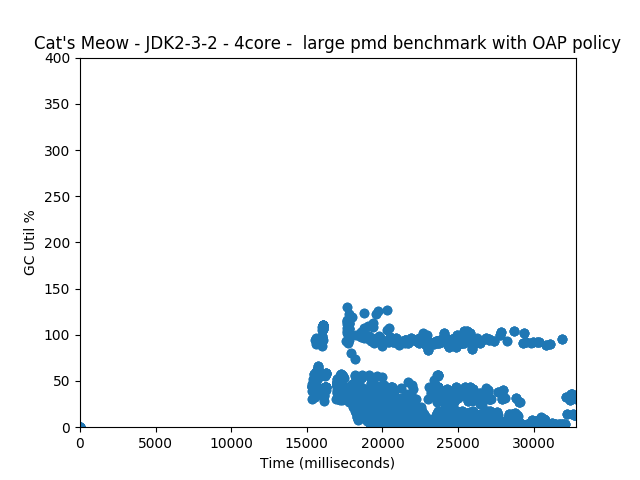 Cat's Meow - JDK2-3-2 - 4core -  large pmd benchmark with OAP policy
400
350
300
250
200
150
100
50
0
GC Util %
0 5000 10000 15000 20000 25000 30000
Time (milliseconds)